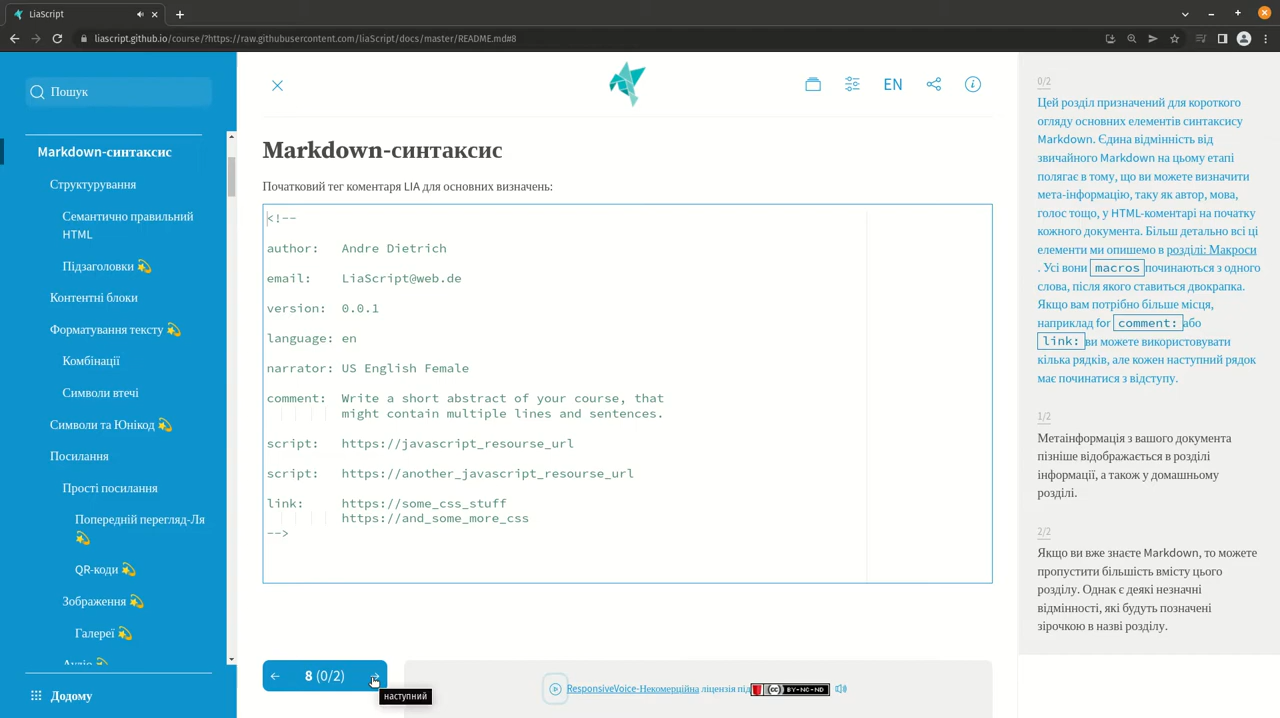 LiaScript
liascript.github.io/course/?https://raw.githubusercontent.com/liaScript/docs/master/README.md#8
Пошук
Markdown-синтаксис
Структурування
Семантично правильний
HTML
Підзаголовки 💫
Контентні блоки
Форматування тексту 💫
Комбінації
Символи втечі
Символи та Юнікод 💫
Посилання
Прості посилання
Попередній перегляд-Ля
💫
QR-коди 💫
Зображення 💫
Галереї 💫
Аудіо 💫
Додому
EN
Markdown-синтаксис
Початковий тег коментаря LIA для основних визначень:
<!--
author: Andre Dietrich
email: LiaScript@web.de
version: 0.0.1
language: en
narrator: US English Female
comment: Write a short abstract of your course, that
might contain multiple lines and sentences.
script: https://javascript_resourse_url
script: https://another_javascript_resourse_url
link: https://some_css_stuff
https://and_some_more_css
-->
8 (0/2)
наступний
ResponsiveVoice-Некомерційна ліцензія під cc BY-NC-ND
0/2
Цей розділ призначений для короткого
огляду основних елементів синтаксису
Markdown. Єдина відмінність від
звичайного Markdown на цьому етапі
полягає в тому, що ви можете визначити
мета-інформацію, таку як автор, мова,
голос тощо, у HTML-коментарі на початку
кожного документа. Більш детально всі ці
елементи ми опишемо в розділі: Макроси
. Усі вони macros починаються з одного
слова, після якого ставиться двокрапка.
Якщо вам потрібно більше місця,
наприклад for comment: або
link: ви можете використовувати
кілька рядків, але кожен наступний рядок
має починатися з відступу.
1/2
Метаінформація з вашого документа
пізніше відображається в розділі
інформації, а також у домашньому
розділі.
2/2
Якщо ви вже знаєте Markdown, то можете
пропустити більшість вмісту цього
розділу. Однак є деякі незначні
відмінності, які будуть позначені
зірочкою в назві розділу.